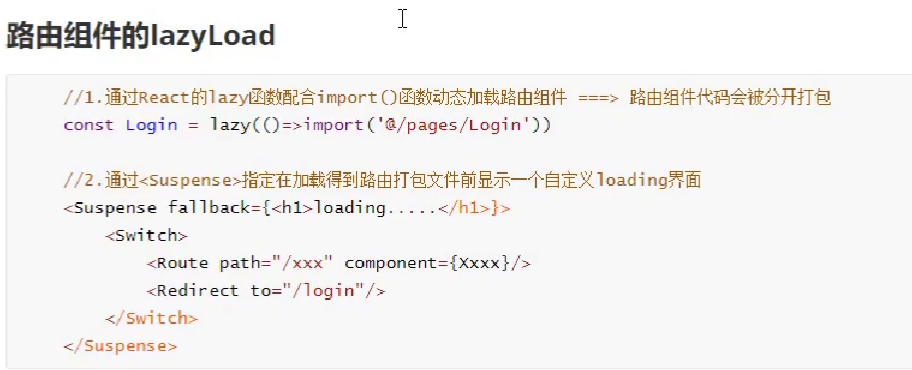 路由组件的lazyLoad
//1.通过React的lazy函数配合import()函数动态加载路由组件 ===> 路由组件代码会被分开打包
const Login = lazy(()=>import('@/pages/Login'))
//2.通过<Suspense>指定在加载得到路由打包文件前显示一个自定义loading界面
<Suspense fallback={<h1>loading.....</h1>}>
<Switch>
<Route path="/xxx" component={Xxxx}/>
<Redirect to="/login"/>
</Switch>
</Suspense>